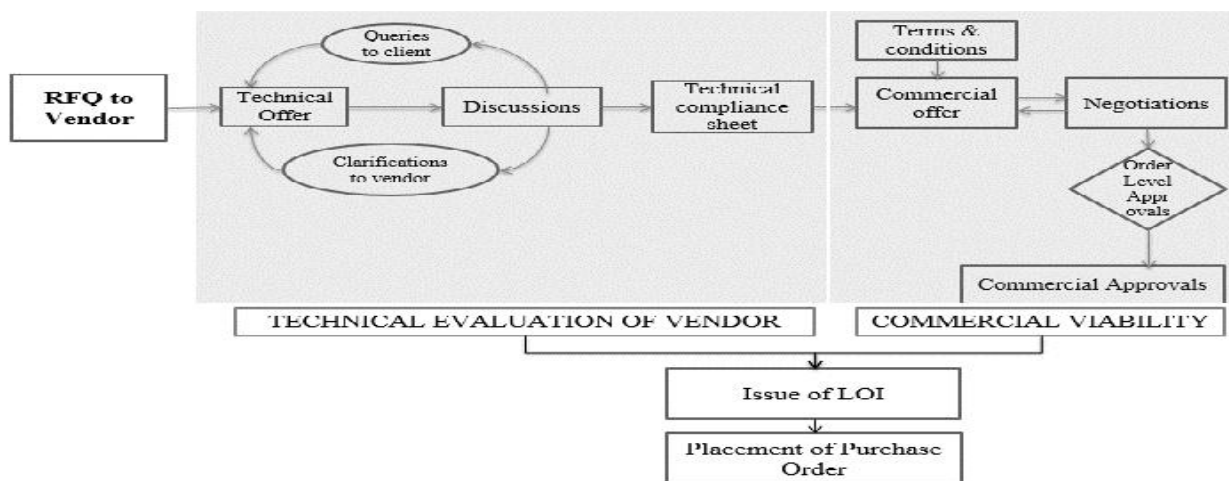 Queries
to client
Terms &
conditions
RFQ to
Vendor
Technical
Offer
Discussions
Technical
compliance
sheet
Commercial
offer
Negotiations
Clarifications
to vendor
Order
Level
Appr
ovals
Commercial Approvals
TECHNICAL EVALUATION OF VENDOR
COMMERCIAL VIABILITY
Issue of LOI
Placement of Purchase
Order